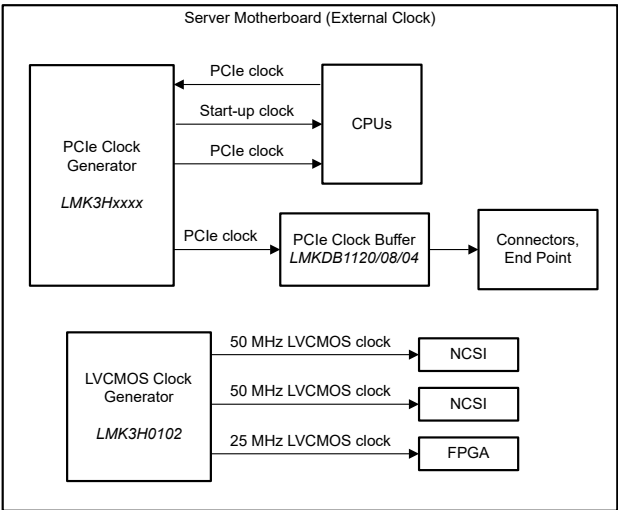 Server Motherboard (External Clock)
PCIe clock
Start-up clock
CPUs
PCIe Clock
Generator
PCIe clock
LMK3Hxxxx
PCIe clock
PCIe Clock Buffer
LMKDB1120/08/04
Connectors,
End Point
50 MHz LVCMOS clock
NCSI
LVCMOS Clock
Generator
50 MHz LVCMOS clock
NCSI
LMK3H0102
25 MHz LVCMOS clock
FPGA